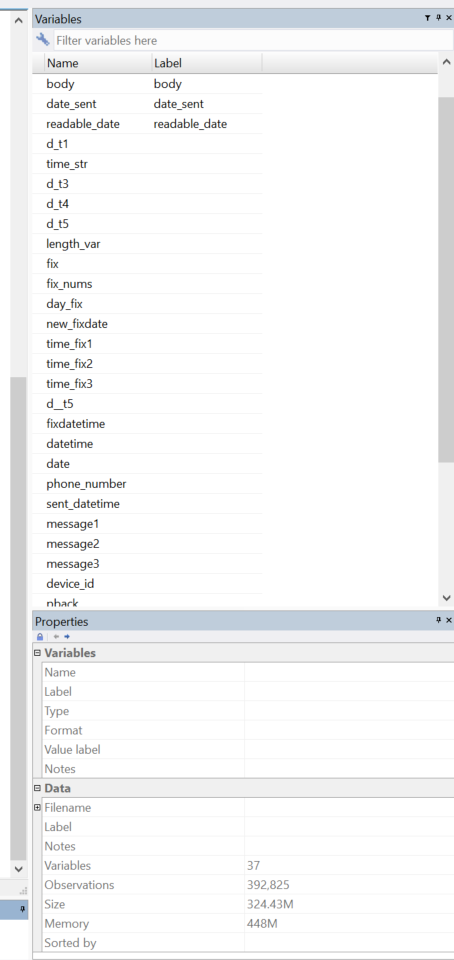 Variables
Filter variables here
Name Label
body body
date_sent date_sent
readable_date readable_date
d_t1
time_str
d_t3
d_t4
d_t5
length_var
fix
fix_nums
day_fix
new_fixdate
time_fix1
time_fix2
time_fix3
d__t5
fixdatetime
datetime
date
phone_number
sent_datetime
message1
message2
message3
device_id
nback
Properties
Variables
Name
Label
Type
Format
Value label
Notes
Data
Filename
Label
Notes
Variables 37
Observations 392,825
Size 324.43M
Memory 448M
Sorted by